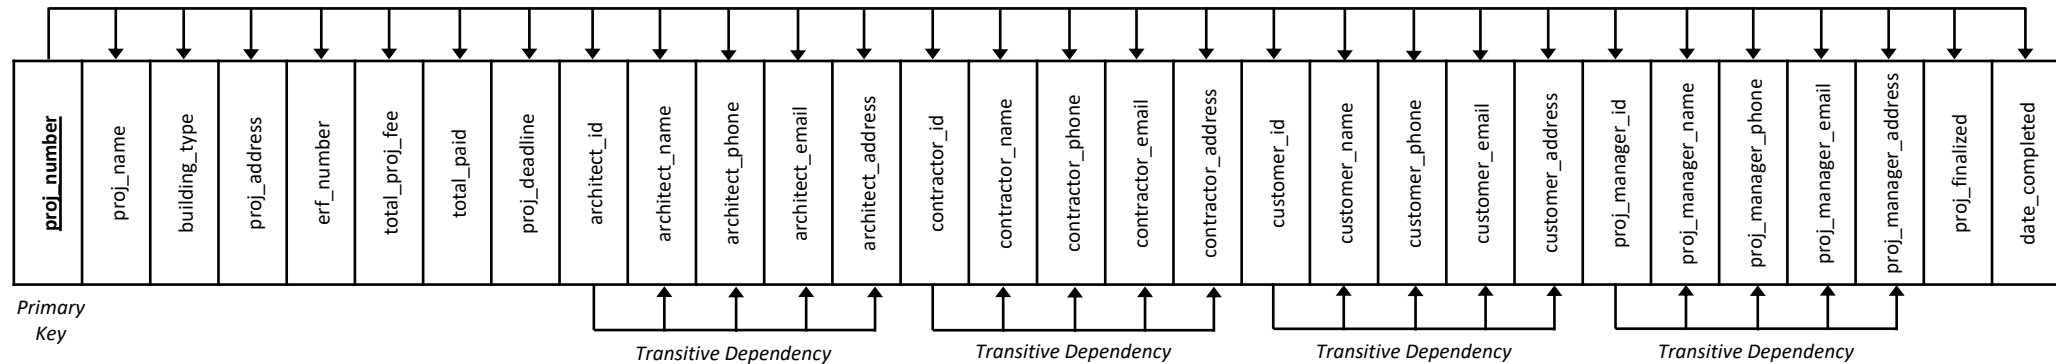 proj_number
proj_name
building_type
proj_address
erf_number
total_proj_fee
total_paid
proj_deadline
architect_id
architect_name
architect_phone
architect_email
architect_address
contractor_id
contractor_name
contractor_phone
contractor_email
contractor_address
customer_id
customer_name
customer_phone
customer_email
customer_address
proj_manager_id
proj_manager_name
proj_manager_phone
proj_manager_email
proj_manager_address
proj_finalized
date_completed
Primary
Key
Transitive Dependency
Transitive Dependency
Transitive Dependency
Transitive Dependency